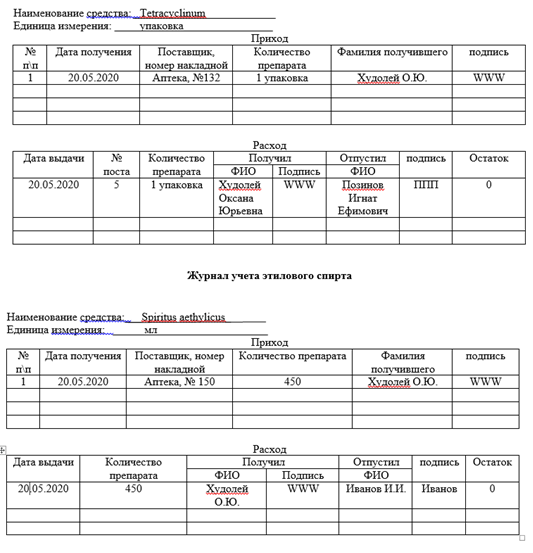 Наименование средства: Tetracyclinum
Единица измерения: упаковка
Приход
№ п\п Дата получения Поставщик, номер накладной Количество препарата Фамилия получившего подпись
1 20.05.2020 Аптека, №132 1 упаковка Худолей О.Ю. WWW
Расход
Дата выдачи № поста Количество препарата Получил Отпустил подпись Остаток
ФИО Подпись ФИО
20.05.2020 5 1 упаковка Худолей Оксана Юрьевна WWW Позинов Игнат Ефимович ППП 0
Журнал учета этилового спирта
Наименование средства: Spiritus aethylicus
Единица измерения: мл
Приход
№ п\п Дата получения Поставщик, номер накладной Количество препарата Фамилия получившего подпись
1 20.05.2020 Аптека, № 150 450 Худолей О.Ю. WWW
Расход
Дата выдачи Количество препарата Получил Отпустил подпись Остаток
ФИО Подпись ФИО
20.05.2020 450 Худолей О.Ю. WWW Иванов И.И. Иванов 0